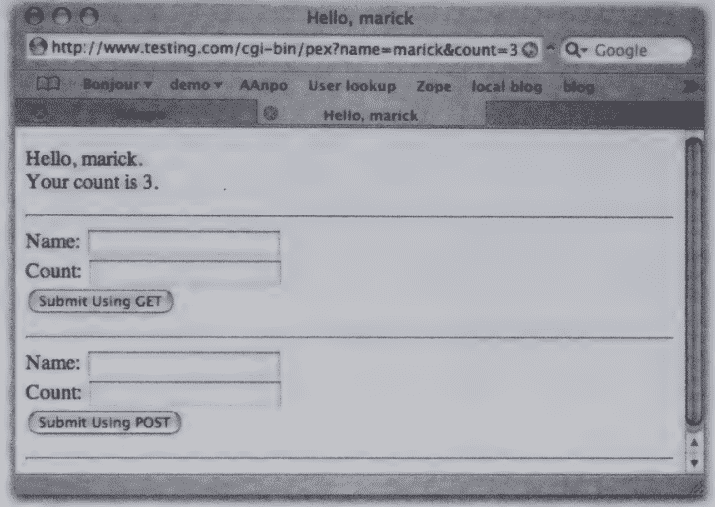 Hello, marick
http://www.testing.com/cgi-bin/pex?name=marick&count=3
Google
Bonjour demo AAnpo User lookup Zope local blog blog
Hello, marick
Hello, marick.
Your count is 3.
Name:
Count:
Submit Using GET
Name:
Count:
Submit Using POST